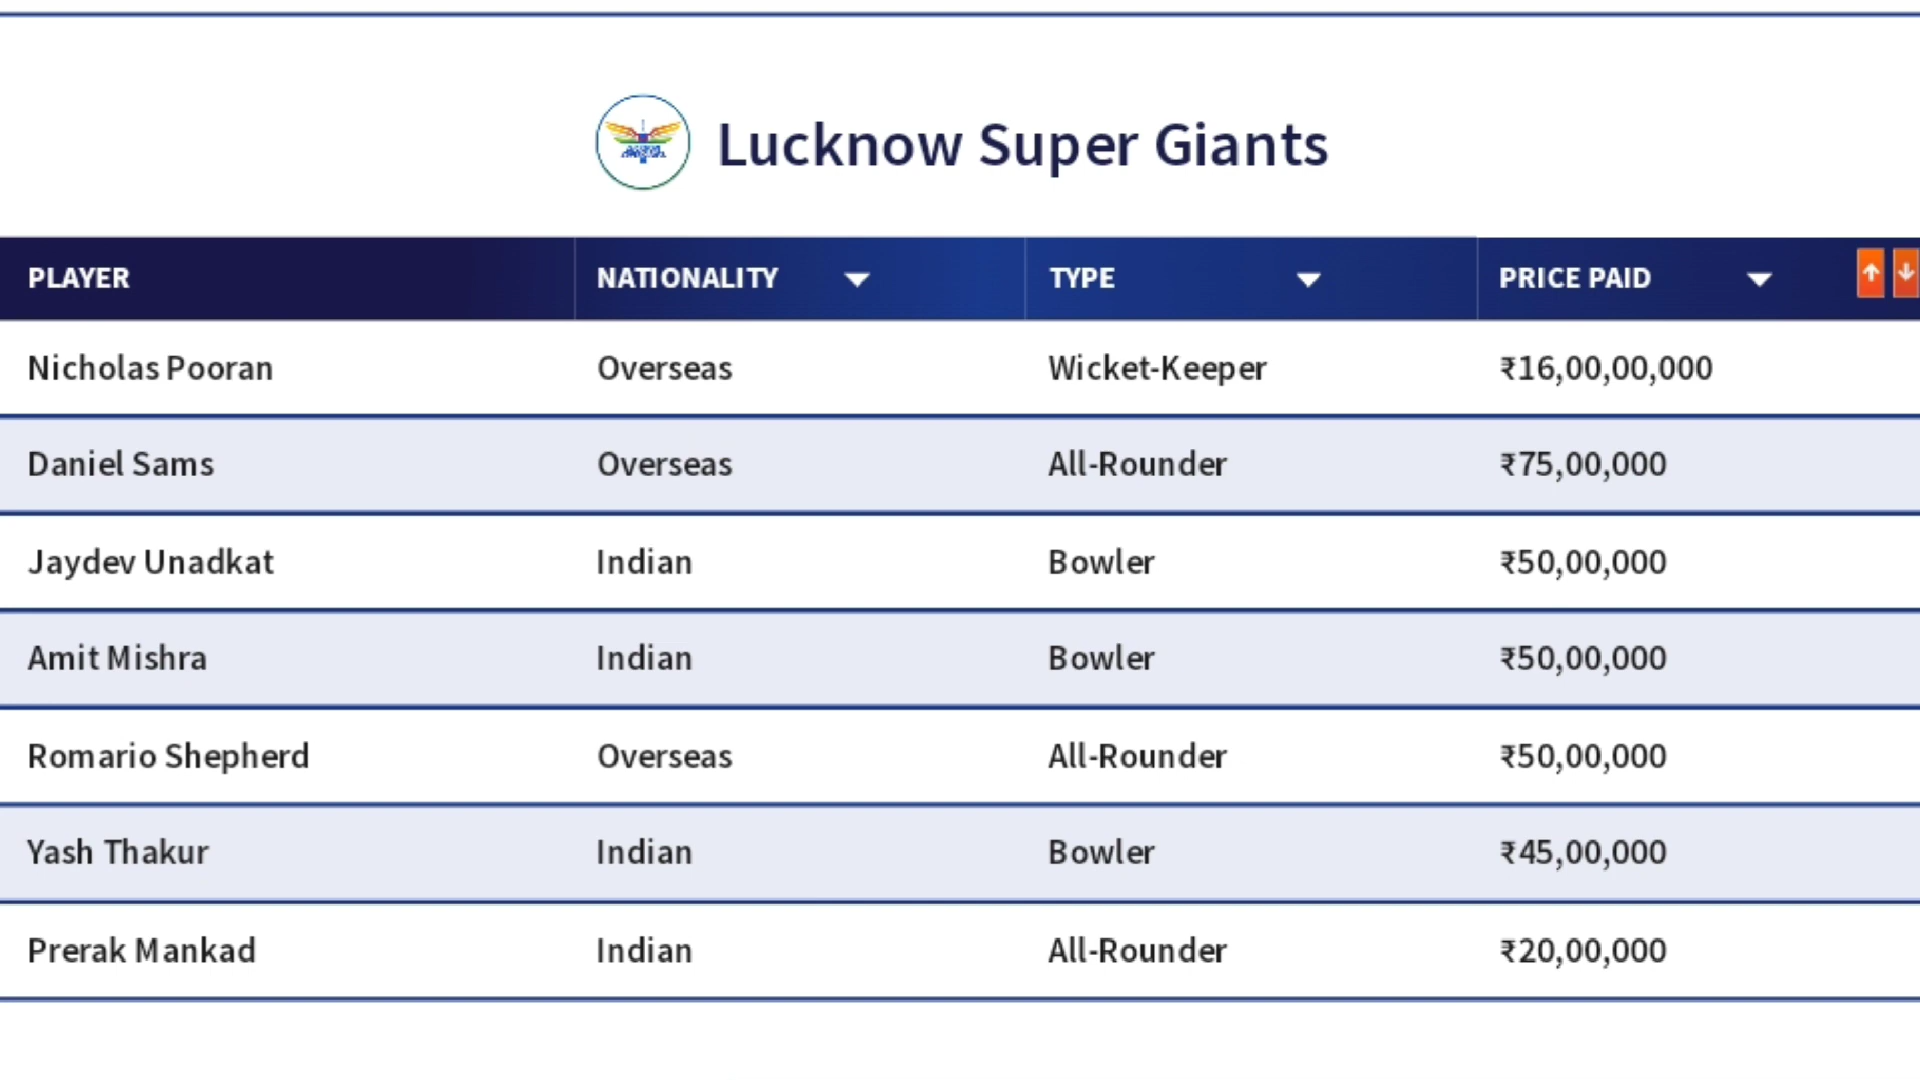 Lucknow Super Giants
PLAYER NATIONALITY TYPE PRICE PAID
Nicholas Pooran Overseas Wicket-Keeper ₹16,00,00,000
Daniel Sams Overseas All-Rounder ₹75,00,000
Jaydev Unadkat Indian Bowler ₹50,00,000
Amit Mishra Indian Bowler ₹50,00,000
Romario Shepherd Overseas All-Rounder ₹50,00,000
Yash Thakur Indian Bowler ₹45,00,000
Prerak Mankad Indian All-Rounder ₹20,00,000